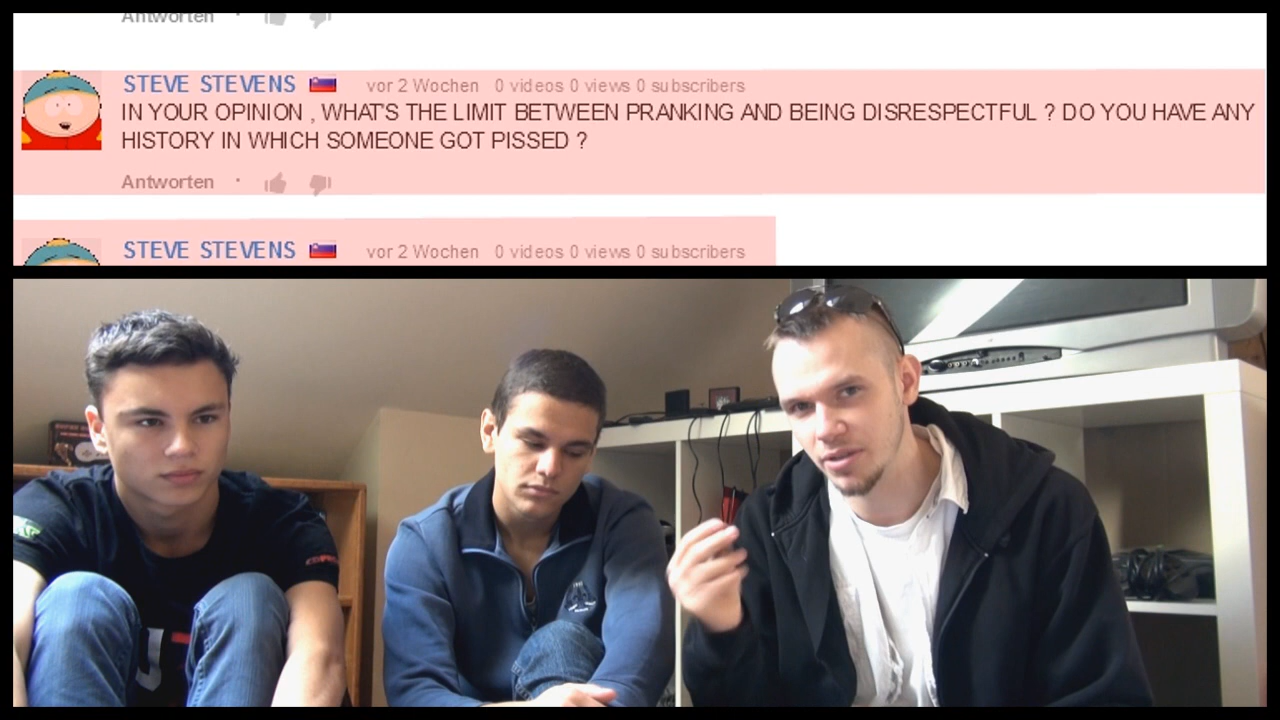 Antworten
STEVE STEVENS vor 2 Wochen 0 videos 0 views 0 subscribers
IN YOUR OPINION , WHAT'S THE LIMIT BETWEEN PRANKING AND BEING DISRESPECTFUL ? DO YOU HAVE ANY
HISTORY IN WHICH SOMEONE GOT PISSED ?
Antworten ·
STEVE STEVENS vor 2 Wochen 0 videos 0 views 0 subscribers